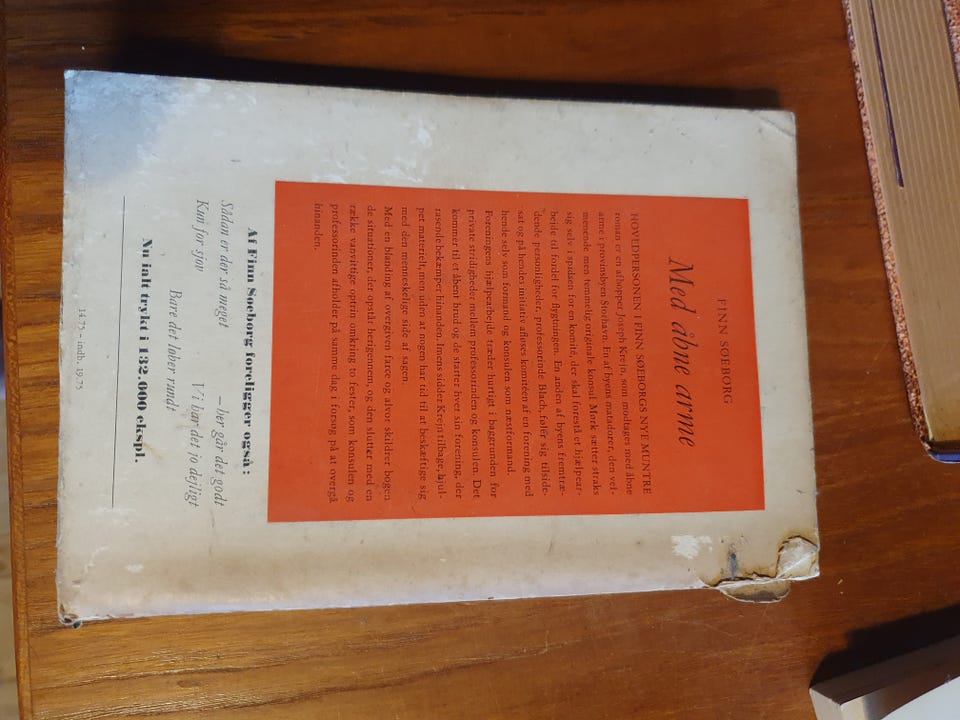 FINN SØEBORG
Med åbne arme
HOVEDPERSONEN I FINN SØEBORGS NYE MUNTRE
roman er en afhopper Joseph Krejn, som modtages med åbne
arme i provinsbyen Stofhavn. En af byens matadorer, den vel-
menende men temmelig originale konsul Mørk sætter straks
sig selv i spidsen for en komité, der skal forestå et hjælpear-
bejde til fordel for flygtningen. En anden af byens fremtræ-
dende personligheder, professorinde Blach, føler sig tilside-
sat og på hendes initiativ afløses komitéen af en forening med
hende selv som formand og konsulen som næstformand.
Foreningens hjælpearbejde træder hurtigt i baggrunden for
private stridigheder mellem professorinden og konsulen. Det
kommer til et åbent brud og de starter hver sin forening, der
rasende bekæmper hinanden. Imens sidder Krejn tilbage, hjul-
pet materielt, men uden at nogen har tid til at beskæftige sig
med den menneskelige side af sagen.
Med en blanding af overgiven farce og alvor skildrer bogen
de situationer, der opstår herigennem, og den slutter med en
række vanvittige optrin omkring to fester, som konsulen og
professorinden afholder på samme dag i forsøg på at overgå
hinanden.
Af Finn Søeborg foreligger også:
Sådan er der så meget – her går det godt
Kun for sjov Vi har det jo dejligt
Bare det løber rundt
Nu ialt trykt i 132.000 ekspl.
14.75 – indb. 19.75